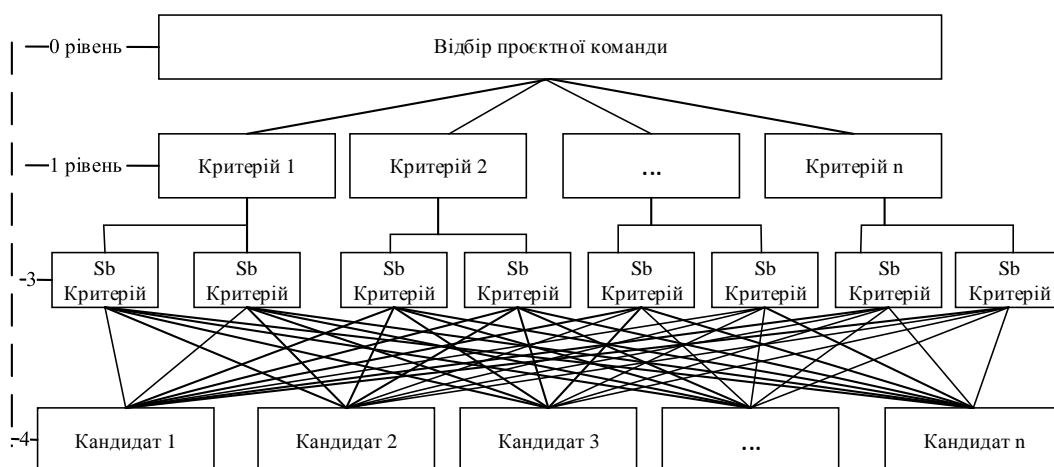 0 рівень
Відбір проєктної команди
1 рівень
Критерій 1
Критерій 2
...
Критерій n
3
Sb
Критерій
Sb
Критерій
Sb
Критерій
Sb
Критерій
Sb
Критерій
Sb
Критерій
Sb
Критерій
Sb
Критерій
4
Кандидат 1
Кандидат 2
Кандидат 3
...
Кандидат n